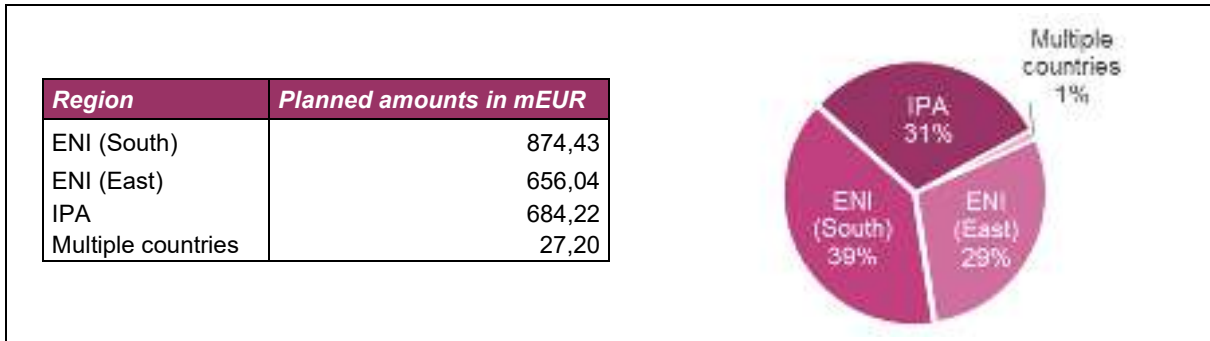 Region Planned amounts in mEUR
ENI (South) 874,43
ENI (East) 656,04
IPA 684,22
Multiple countries 27,20
Multiple
countries
1%
IPA
31%
ENI
(South)
39%
ENI
(East)
29%